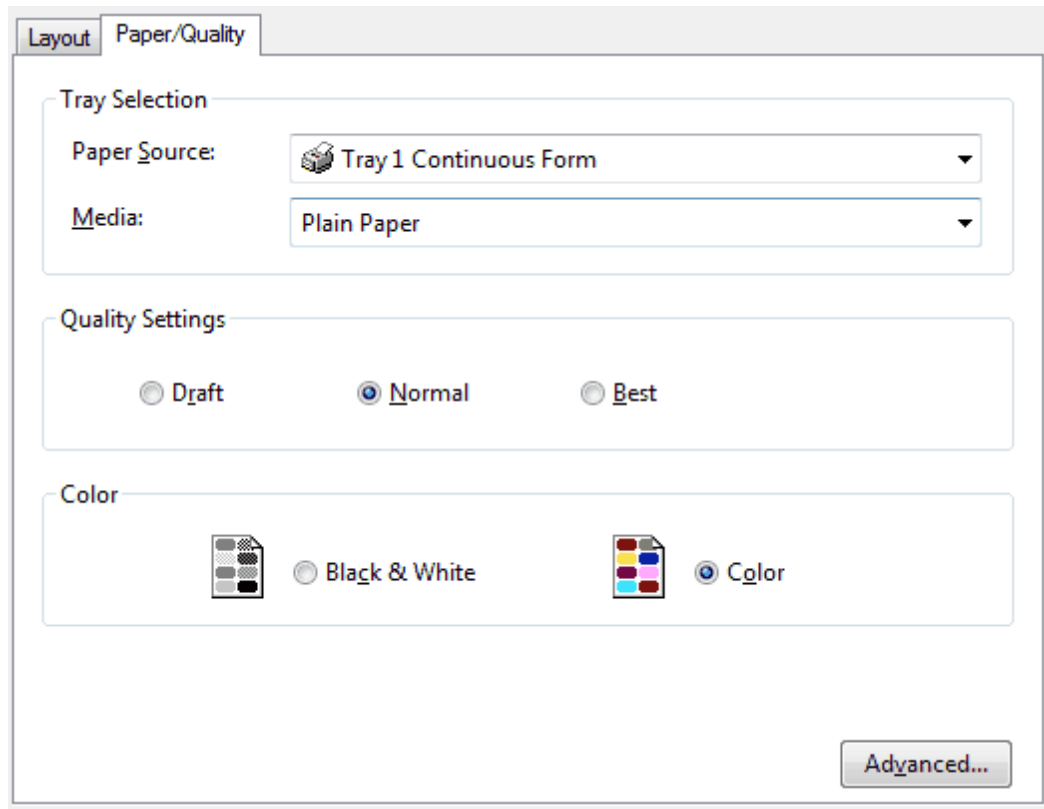 Layout Paper/Quality
Tray Selection
Paper Source: Tray 1 Continuous Form
Media: Plain Paper
Quality Settings
Draft Normal Best
Color
Black & White Color
Advanced...